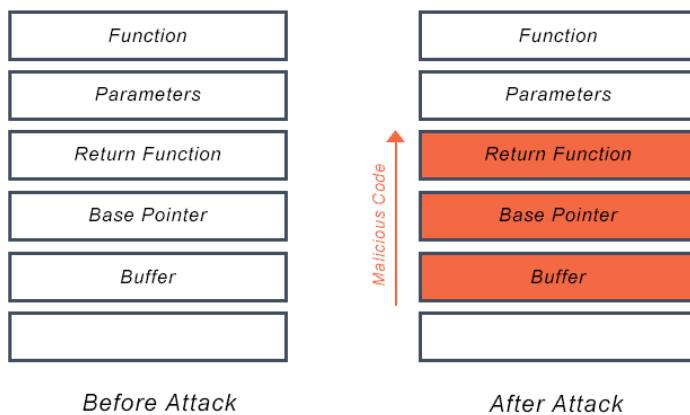 Function
Parameters
Return Function
Base Pointer
Buffer
Before Attack
Malicious Code
Function
Parameters
Return Function
Base Pointer
Buffer
After Attack